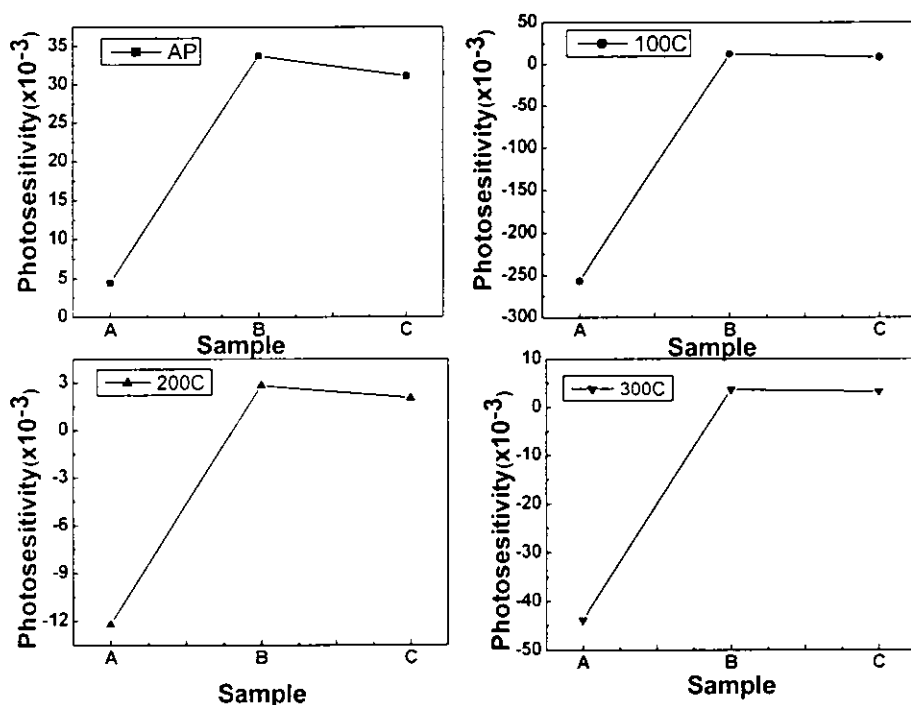 AP
Photosesitivity(x10-3)
35
30
25
20
15
10
5
0
A B C
Sample
100C
Photosesitivity(x10-3)
50
0
-50
-100
-150
-200
-250
-300
A B C
Sample
200C
Photosesitivity(x10-3)
3
0
-3
-6
-9
-12
A B C
Sample
300C
Photosesitivity(x10-3)
10
0
-10
-20
-30
-40
-50
A B C
Sample